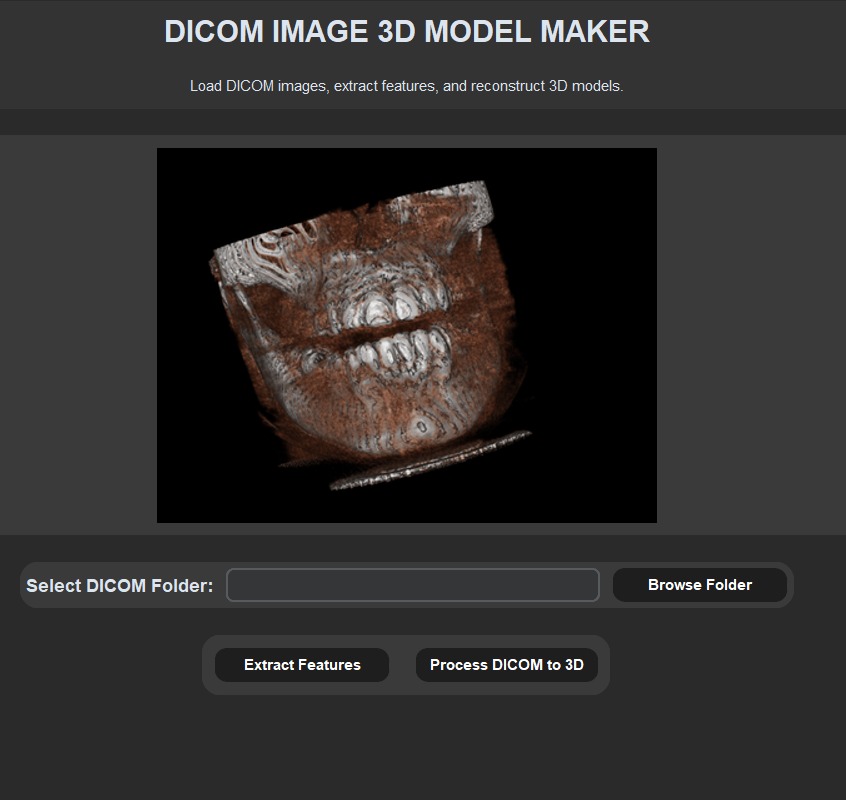 DICOM IMAGE 3D MODEL MAKER
Load DICOM images, extract features, and reconstruct 3D models.
Select DICOM Folder:
Browse Folder
Extract Features
Process DICOM to 3D